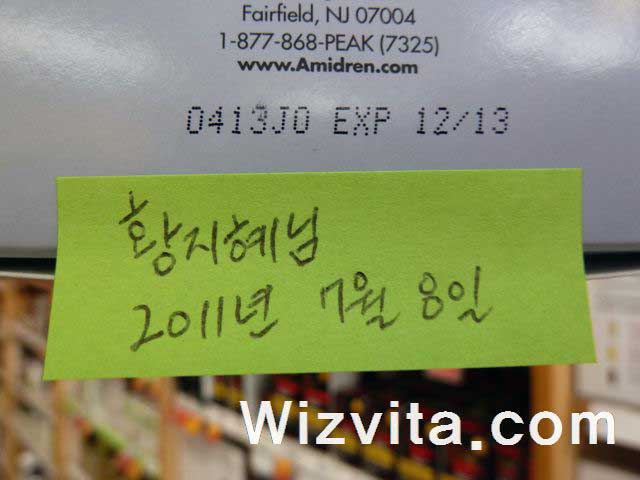 Fairfield, NJ 07004
1-877-868-PEAK (7325)
www.Amidren.com
0413J0 EXP 12/13
황지혜님
2011년 7월 8일
Wizvita.com